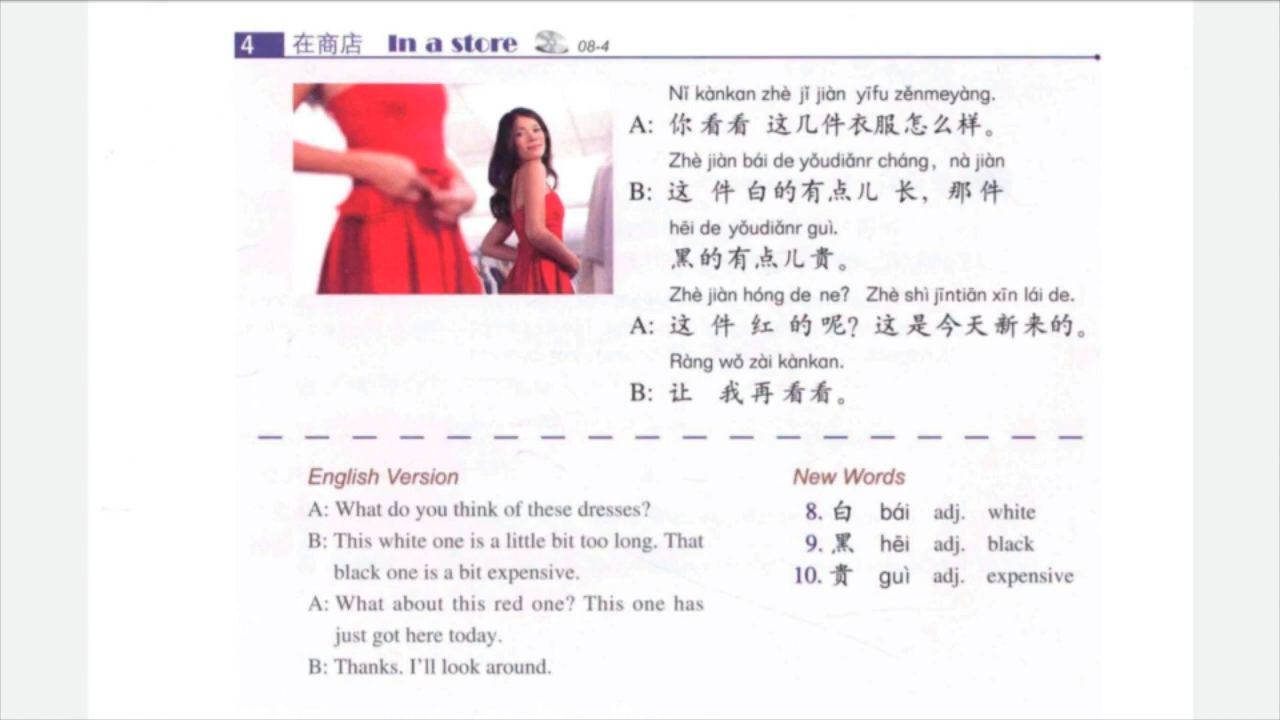 4 在商店 In a store 08-4
Nǐ kànkan zhè jǐ jiàn yīfu zěnmeyàng.
A: 你看看 这几件衣服怎么样。
Zhè jiàn bái de yǒudiǎnr cháng, nà jiàn
B: 这 件 白的有点儿 长, 那件
hēi de yǒudiǎnr guì.
黑的有点儿贵。
Zhè jiàn hóng de ne? Zhè shì jīntiān xīn lái de.
A: 这 件 红 的呢? 这是今天新来的。
Ràng wǒ zài kànkan.
B: 让 我再看看。
English Version
A: What do you think of these dresses?
B: This white one is a little bit too long. That
black one is a bit expensive.
A: What about this red one? This one has
just got here today.
B: Thanks. I'll look around.
New Words
8. 白 bái adj. white
9. 黑 hēi adj. black
10. 贵 guì adj. expensive